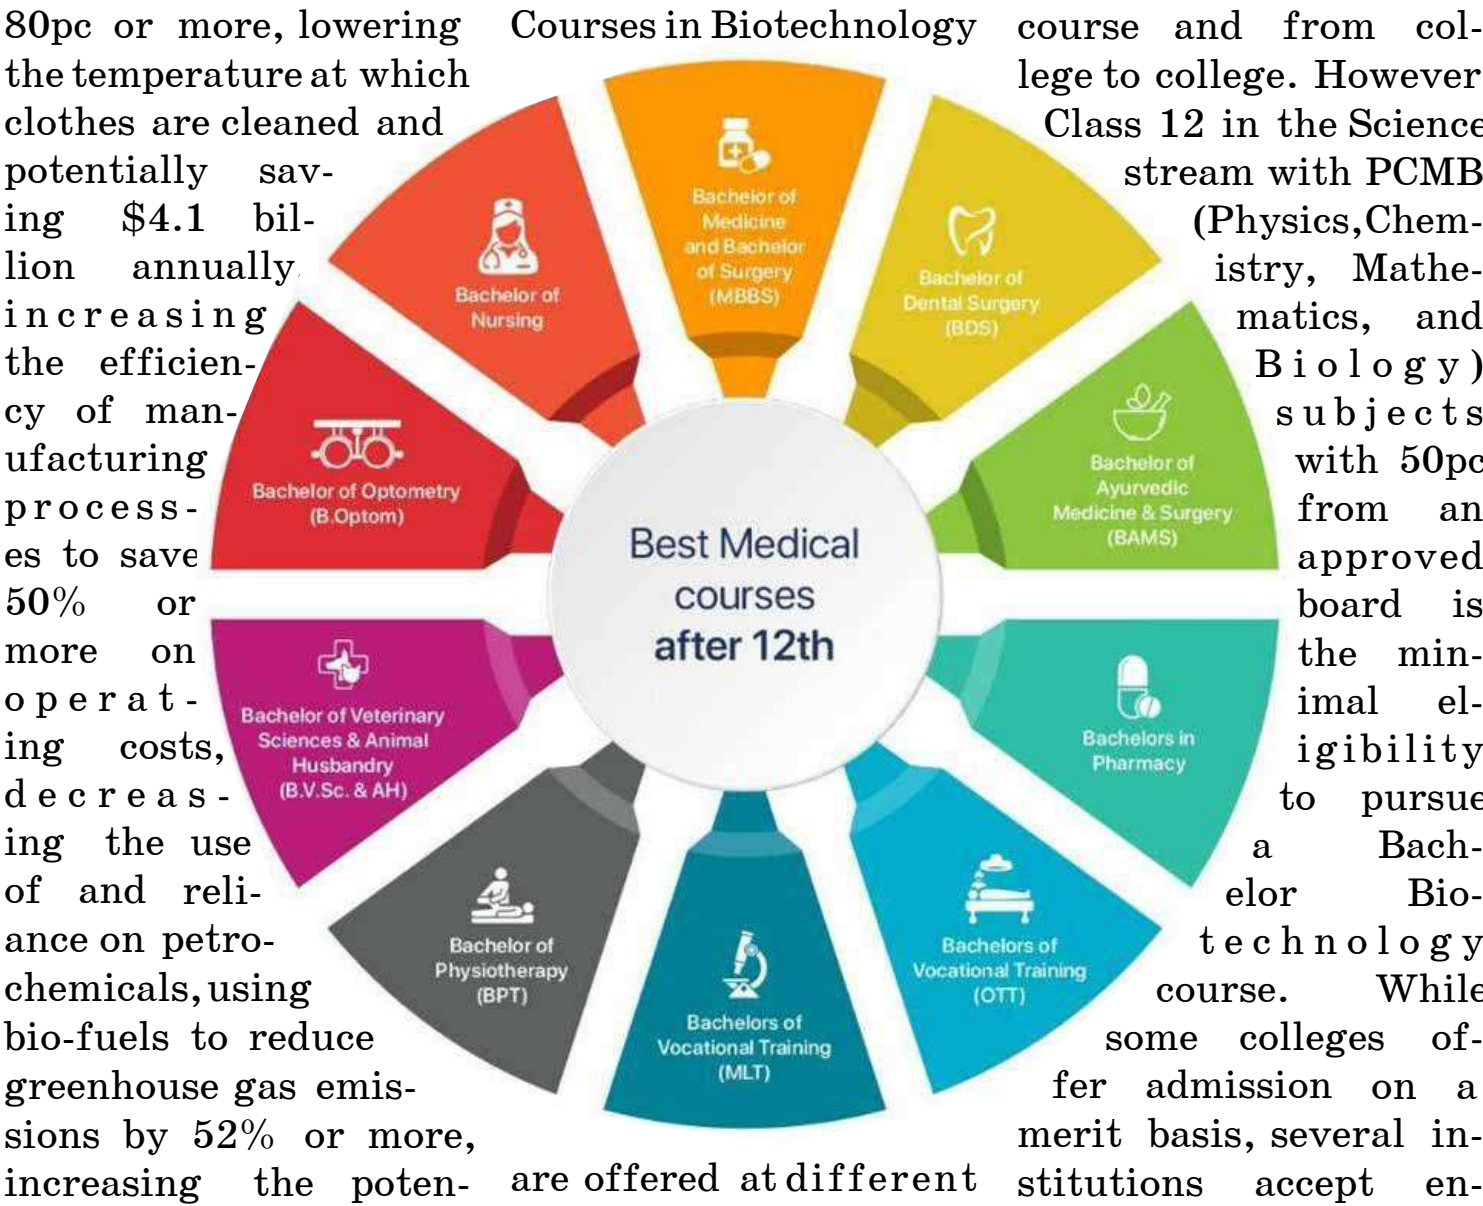 80pc or more, lowering
the temperature at which
clothes are cleaned and
potentially sav-
ing $4.1 bil-
lion annually
increasing
the efficien-
cy of man-
ufacturing
process-
es to save
50% or
more on
operat-
ing costs,
decreas-
ing the use
of and reli-
ance on petro-
chemicals, using
bio-fuels to reduce
greenhouse gas emis-
sions by 52% or more,
increasing the poten-
Courses in Biotechnology
Bachelor of
Medicine
and Bachelor
of Surgery
(MBBS)
Bachelor of
Dental Surgery
(BDS)
Bachelor of
Ayurvedic
Medicine & Surgery
(BAMS)
Bachelors in
Pharmacy
Bachelors of
Vocational Training
(OTT)
Bachelors of
Vocational Training
(MLT)
Bachelor of
Physiotherapy
(BPT)
Bachelor of Veterinary
Sciences & Animal
Husbandry
(B.V.Sc. & AH)
Bachelor of Optometry
(B.Optom)
Bachelor of
Nursing
Best Medical
courses
after 12th
are offered at different
course and from col-
lege to college. However
Class 12 in the Science
stream with PCMB
(Physics, Chem-
istry, Mathe-
matics, and
Biology)
subjects
with 50pc
from an
approved
board is
the min-
imal el-
igibility
to pursue
a Bach-
elor Bio-
technology
course. While
some colleges of-
fer admission on a
merit basis, several in-
stitutions accept en-